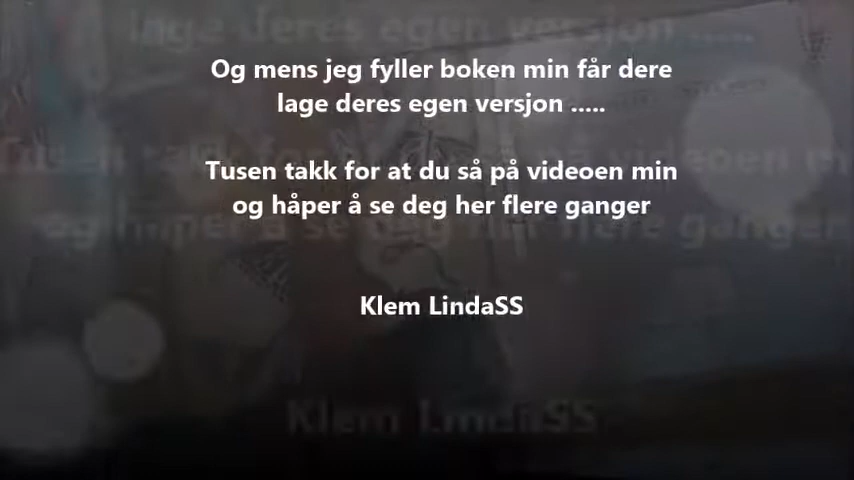 Og mens jeg fyller boken min får dere
lage deres egen versjon .....
Tusen takk for at du så på videoen min
og håper å se deg her flere ganger
Klem LindaSS